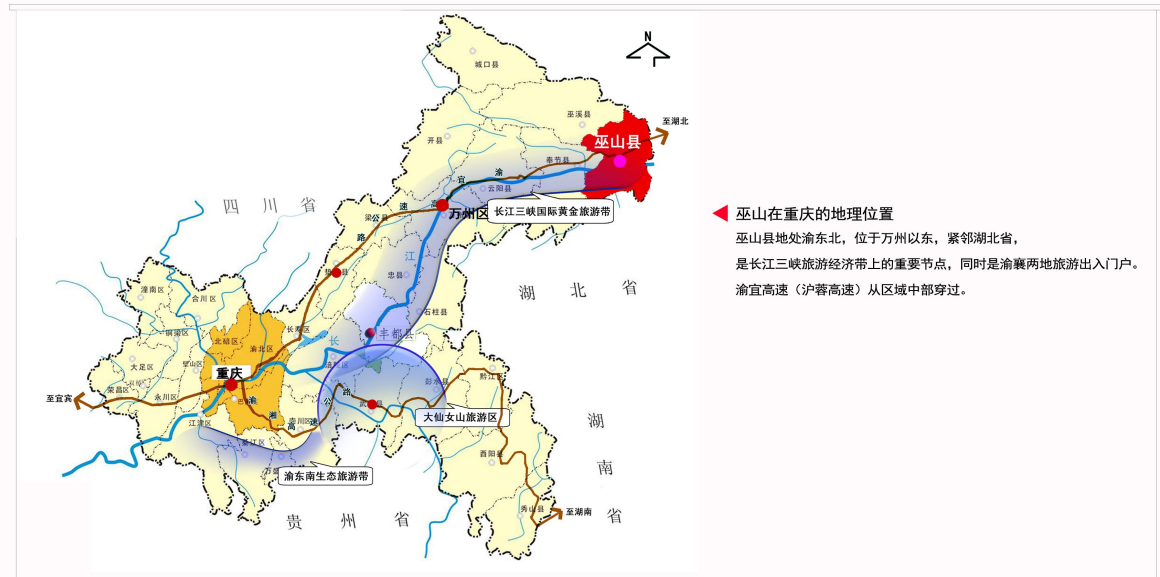 N
城口县
巫溪县
至湖北
巫山县
开县
奉节县
渝
宜
云阳县
四川省
速
高
公
路
万州区
长江三峡国际黄金旅游带
巫山在重庆的地理位置
巫山县地处渝东北，位于万州以东，紧邻湖北省，
是长江三峡旅游经济带上的重要节点，同时是渝襄两地旅游出入门户。
渝宜高速（沪蓉高速）从区域中部穿过。
江
忠县
湖北省
潼南区
合川区
石柱县
长寿区
丰都县
长
铜梁区
北碚区
渝北区
大足区
璧山区
重庆
黔江区
彭水县
荣昌区
永川区
至宜宾
渝
湘
高
速
公
路
大仙女山旅游区
江津区
綦江区
湖南省
酉阳县
渝东南生态旅游带
贵州省
秀山县
至湖南